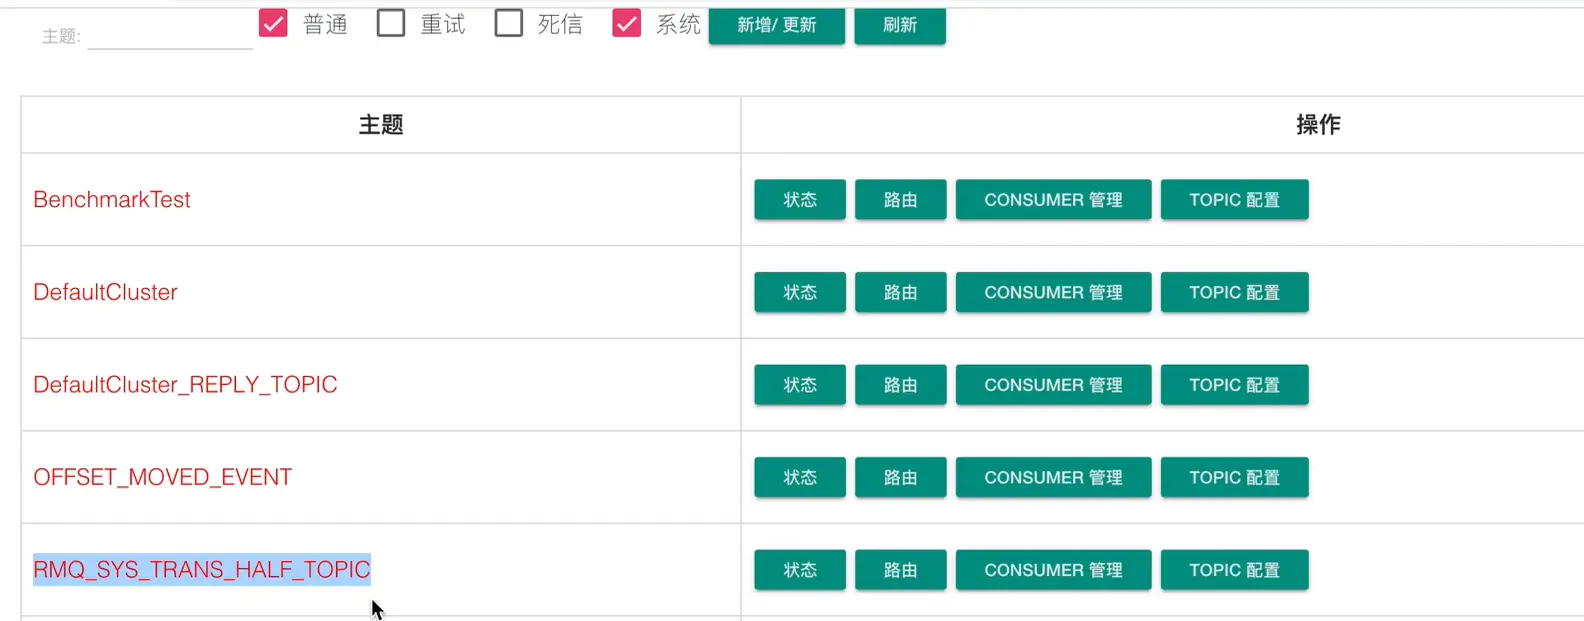 主题: 普通 重试 死信 系统 新增/ 更新 刷新
主题 操作
BenchmarkTest 状态 路由 CONSUMER 管理 TOPIC 配置
DefaultCluster 状态 路由 CONSUMER 管理 TOPIC 配置
DefaultCluster_REPLY_TOPIC 状态 路由 CONSUMER 管理 TOPIC 配置
OFFSET_MOVED_EVENT 状态 路由 CONSUMER 管理 TOPIC 配置
RMQ_SYS_TRANS_HALF_TOPIC 状态 路由 CONSUMER 管理 TOPIC 配置